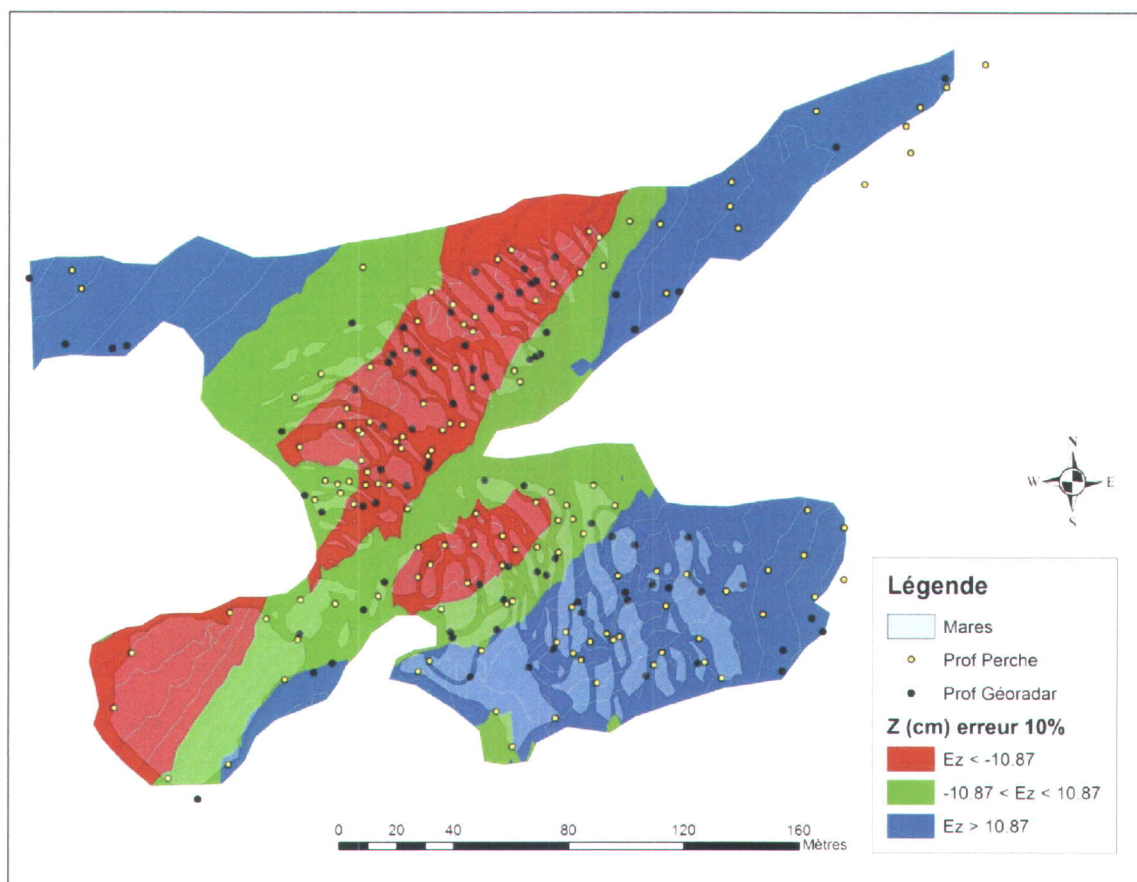 N
W E
S
Légende
Mares
Prof Perche
Prof Géoradar
Z (cm) erreur 10%
Ez < -10.87
-10.87 < Ez < 10.87
Ez > 10.87
0 20 40 80 120 160
Mètres